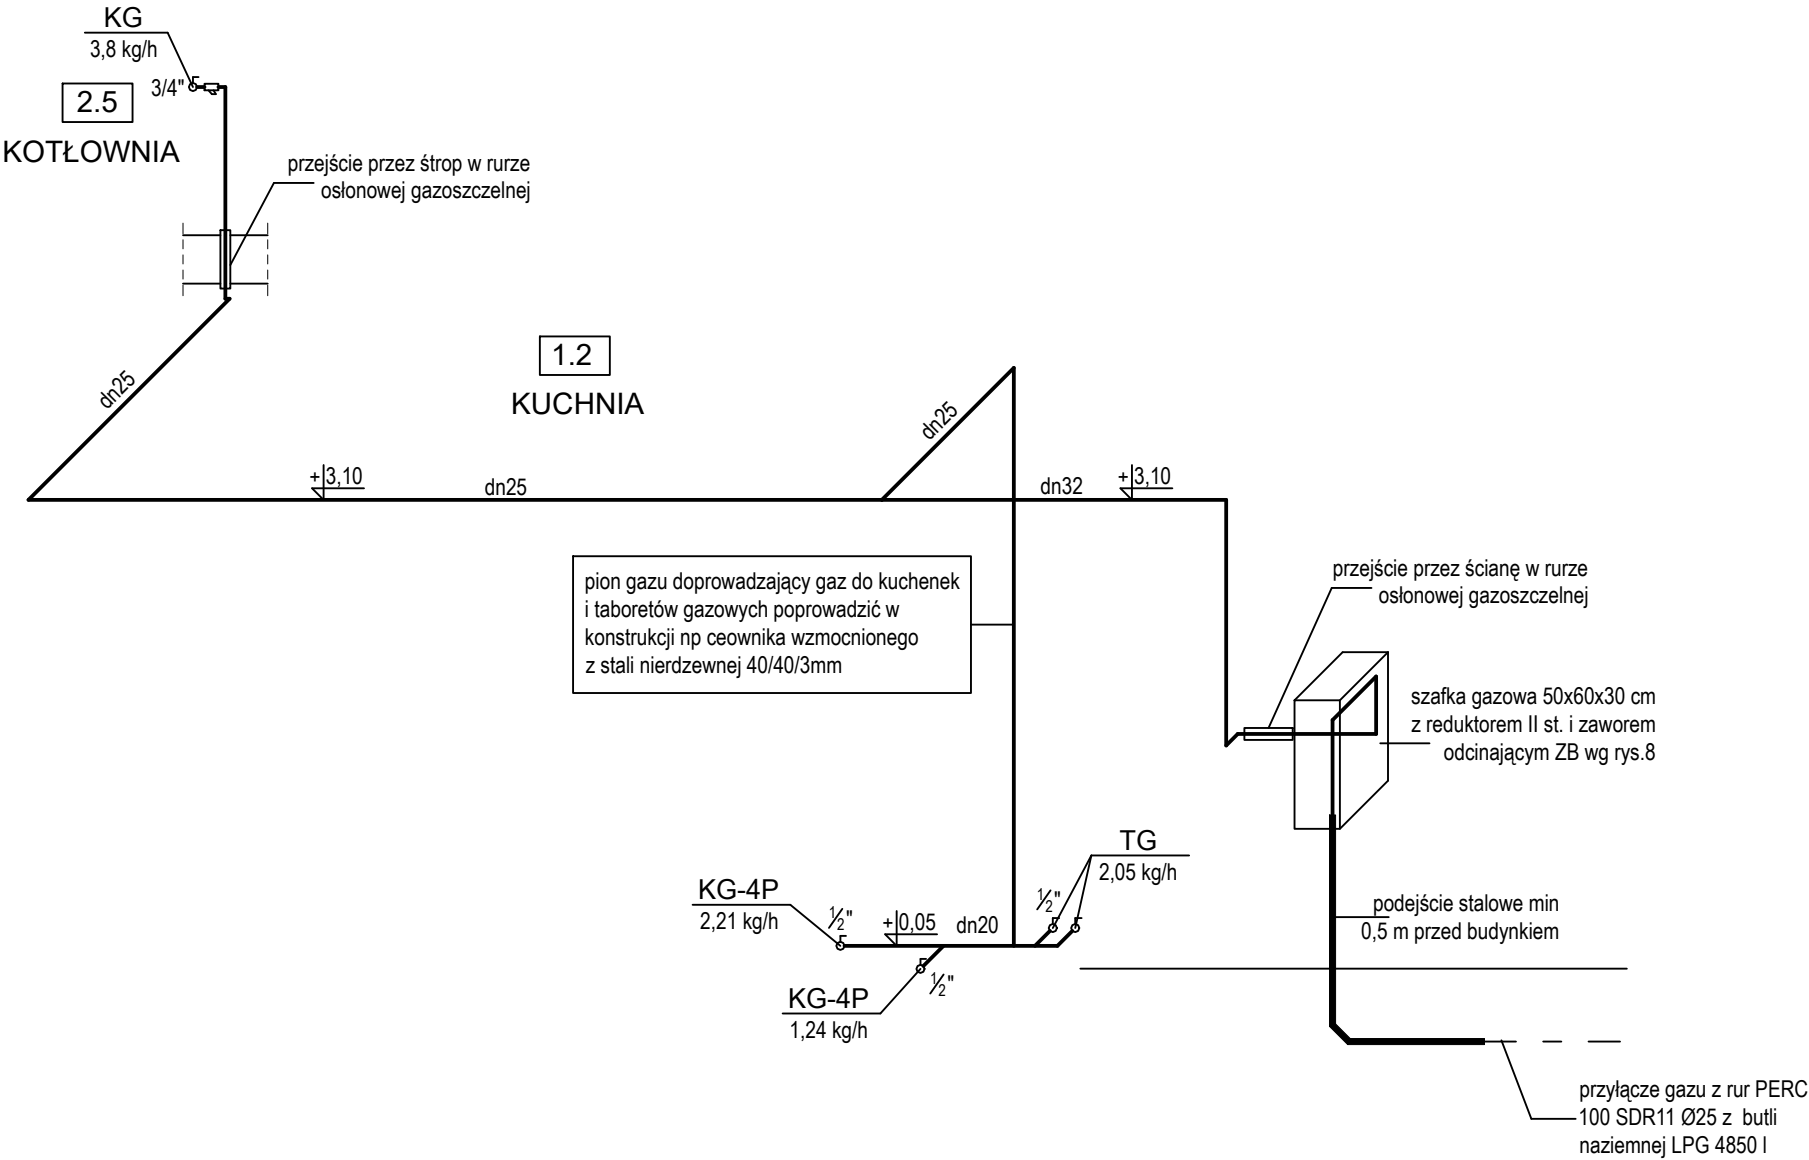 KG
3,8 kg/h
3/4"
2.5
KOTŁOWNIA
przejście przez śtrop w rurze
osłonowej gazoszczelnej
dn25
1.2
KUCHNIA
dn25
+3,10
dn25
dn32
+3,10
pion gazu doprowadzający gaz do kuchenek
i taboretów gazowych poprowadzić w
konstrukcji np ceownika wzmocnionego
z stali nierdzewnej 40/40/3mm
przejście przez ścianę w rurze
osłonowej gazoszczelnej
szafka gazowa 50x60x30 cm
z reduktorem II st. i zaworem
odcinającym ZB wg rys.8
TG
2,05 kg/h
½"
KG-4P
2,21 kg/h
½"
+0,05
dn20
½"
KG-4P
1,24 kg/h
podejście stalowe min
0,5 m przed budynkiem
przyłącze gazu z rur PERC
100 SDR11 Ø25 z butli
naziemnej LPG 4850 l